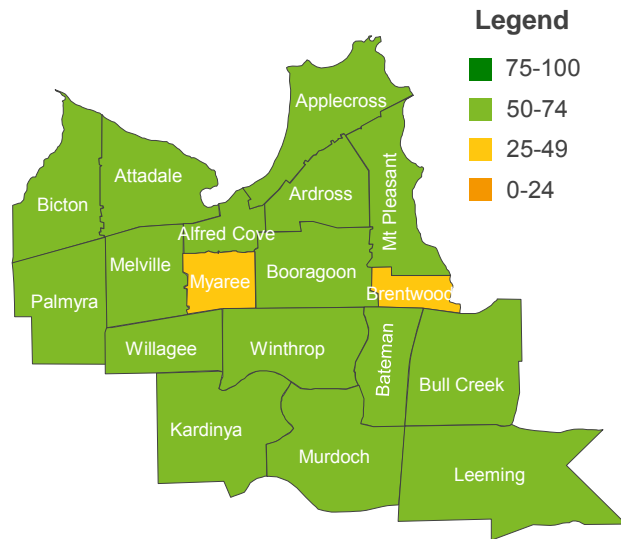 Legend
75-100
50-74
25-49
0-24
Applecross
Attadale
Ardross
Bicton
Mt Pleasant
Alfred Cove
Melville
Myaree
Booragoon
Brentwood
Palmyra
Willagee
Winthrop
Bateman
Bull Creek
Kardinya
Murdoch
Leeming